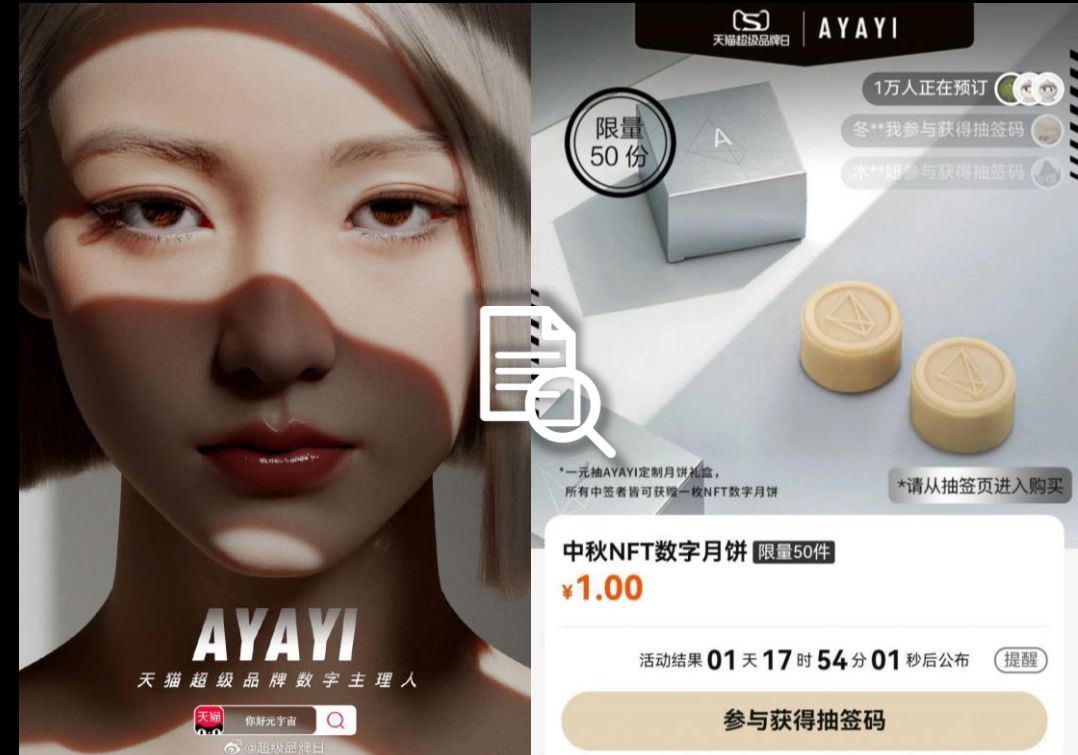 AYAYI
天猫超级品牌数字主理人
天猫
你好元宇宙
@超级品牌日
天猫超级品牌日
AYAYI
1万人正在预订
冬**我参与获得抽签码
木**妞参与获得抽签码
限量
50 份
A
*一元抽AYAYI定制月饼礼盒，
所有中签者皆可获赠一枚NFT数字月饼
*请从抽签页进入购买
中秋NFT数字月饼 限量50件
¥1.00
活动结果 01 天 17 时 54 分 01 秒后公布 提醒
参与获得抽签码